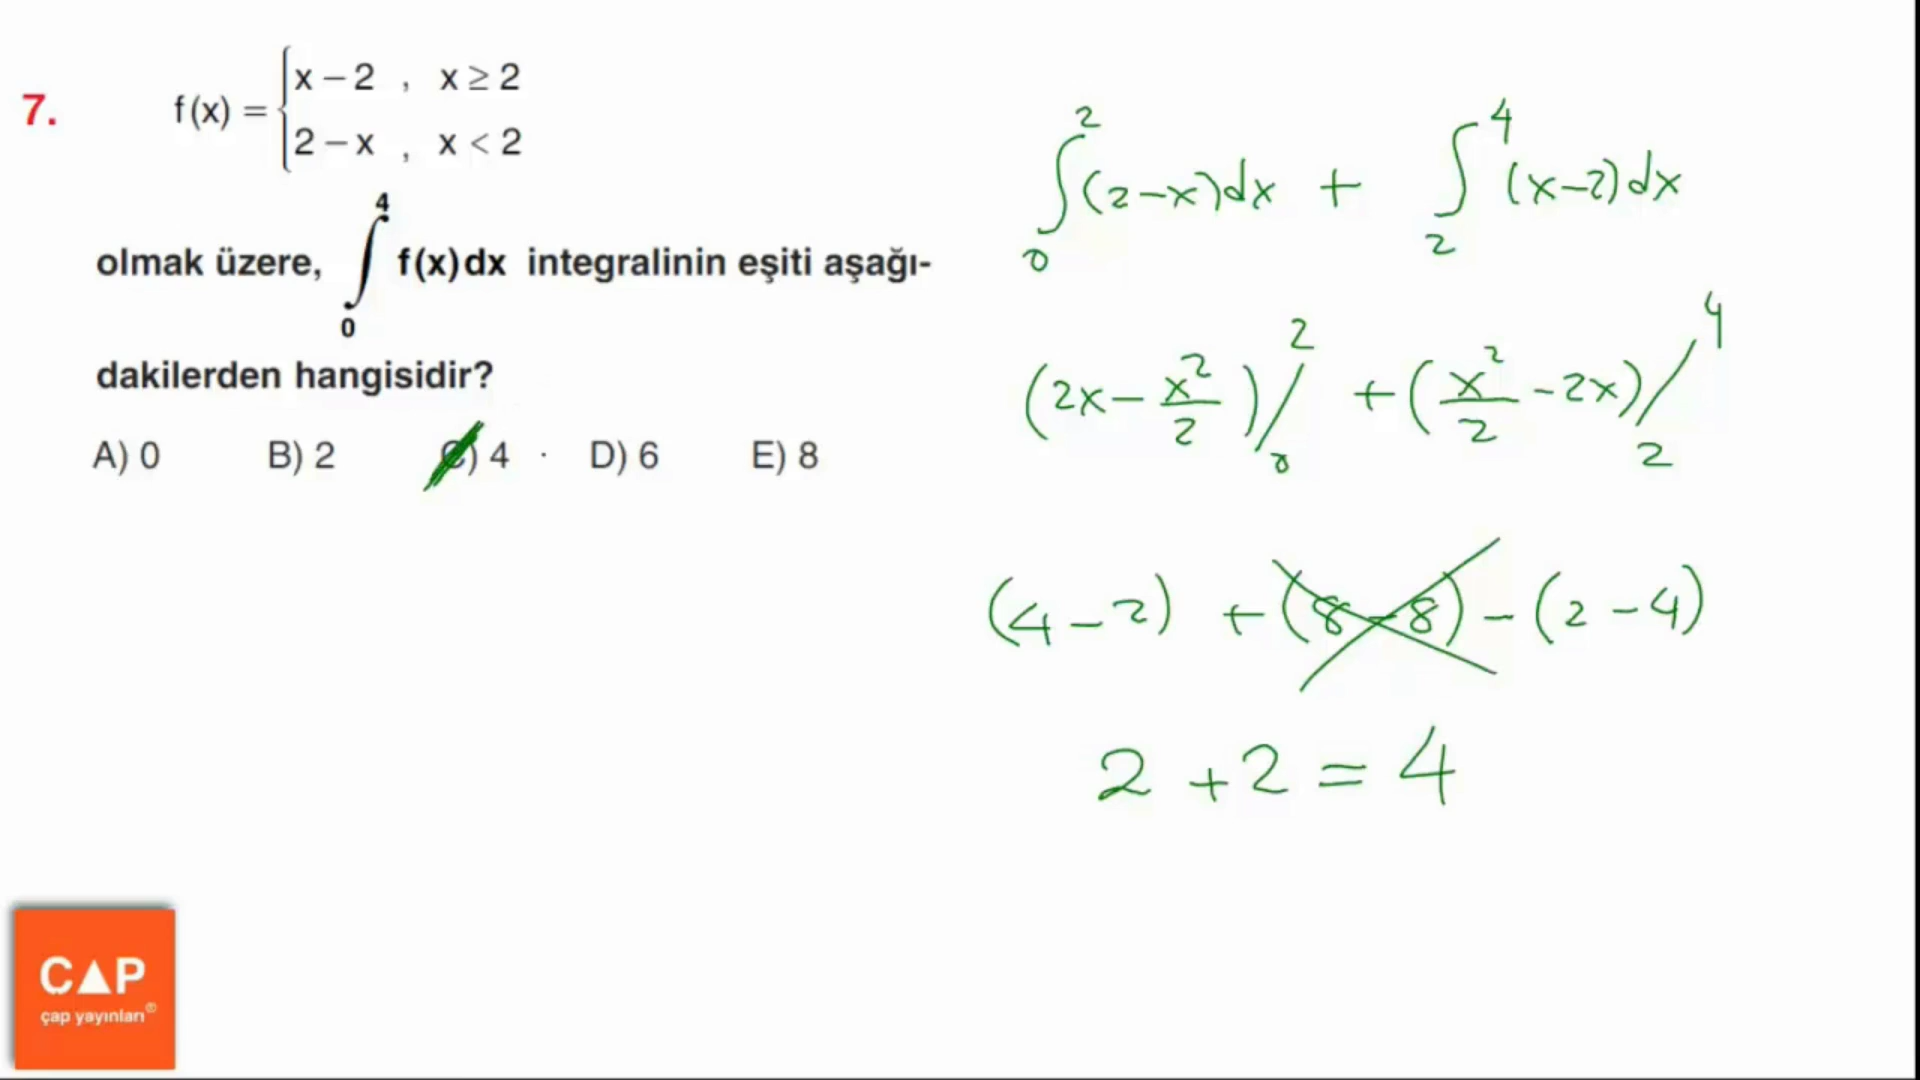 7. f(x) = { x − 2 , x ≥ 2
2 − x , x < 2
olmak üzere, ∫₀⁴ f(x) dx integralinin eşiti aşağı-
dakilerden hangisidir?
A) 0 B) 2 C) 4 D) 6 E) 8
∫₀² (2−x)dx + ∫₂⁴ (x−2)dx
(2x − x²/2) /₀² + (x²/2 − 2x) /₂⁴
(4−2) + (8−8) − (2−4)
2 + 2 = 4
ÇAP
çap yayınları®